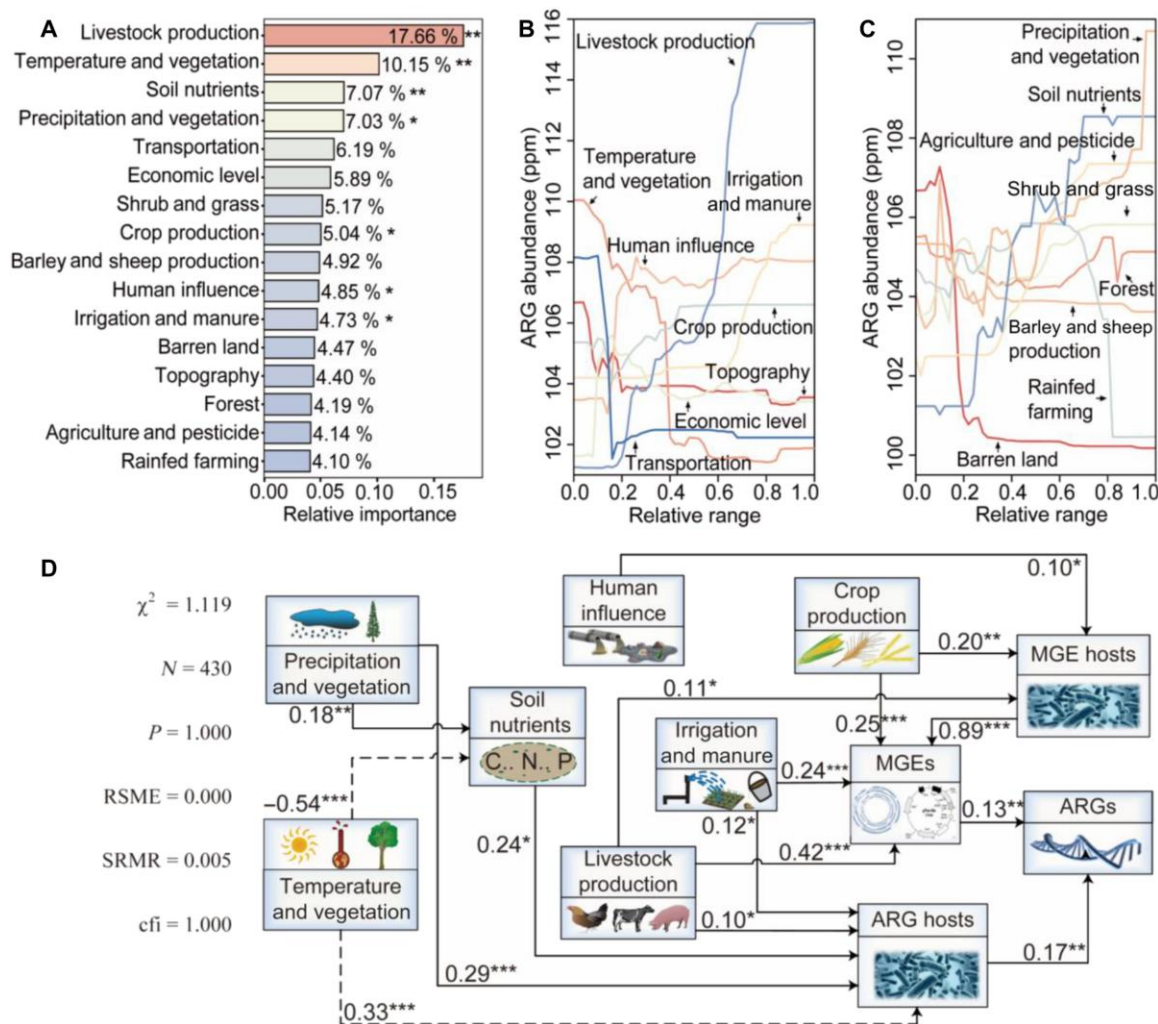 A
Livestock production 17.66 % **
Temperature and vegetation 10.15 % **
Soil nutrients 7.07 % **
Precipitation and vegetation 7.03 % *
Transportation 6.19 %
Economic level 5.89 %
Shrub and grass 5.17 %
Crop production 5.04 % *
Barley and sheep production 4.92 %
Human influence 4.85 % *
Irrigation and manure 4.73 % *
Barren land 4.47 %
Topography 4.40 %
Forest 4.19 %
Agriculture and pesticide 4.14 %
Rainfed farming 4.10 %
0.00 0.05 0.10 0.15
Relative importance
B
ARG abundance (ppm)
116
114
112
110
108
106
104
102
Livestock production
Temperature
and vegetation
Irrigation
and manure
Human influence
Crop production
Topography
Economic level
Transportation
0.0 0.2 0.4 0.6 0.8 1.0
Relative range
C
ARG abundance (ppm)
110
108
106
104
102
100
Precipitation
and vegetation
Soil nutrients
Agriculture and pesticide
Shrub and grass
Forest
Barley and sheep
production
Rainfed
farming
Barren land
0.0 0.2 0.4 0.6 0.8 1.0
Relative range
D
χ² = 1.119
N = 430
P = 1.000
RSME = 0.000
SRMR = 0.005
cfi = 1.000
Precipitation
and vegetation
0.18**
−0.54***
Temperature
and vegetation
Soil
nutrients
C.. N.. P
0.24*
0.29***
0.33***
Human
influence
0.10*
Crop
production
0.20**
0.25***
MGE hosts
0.89***
0.11*
Irrigation
and manure
0.24***
0.12*
MGEs
0.13**
ARGs
Livestock
production
0.42***
0.10*
ARG hosts
0.17**